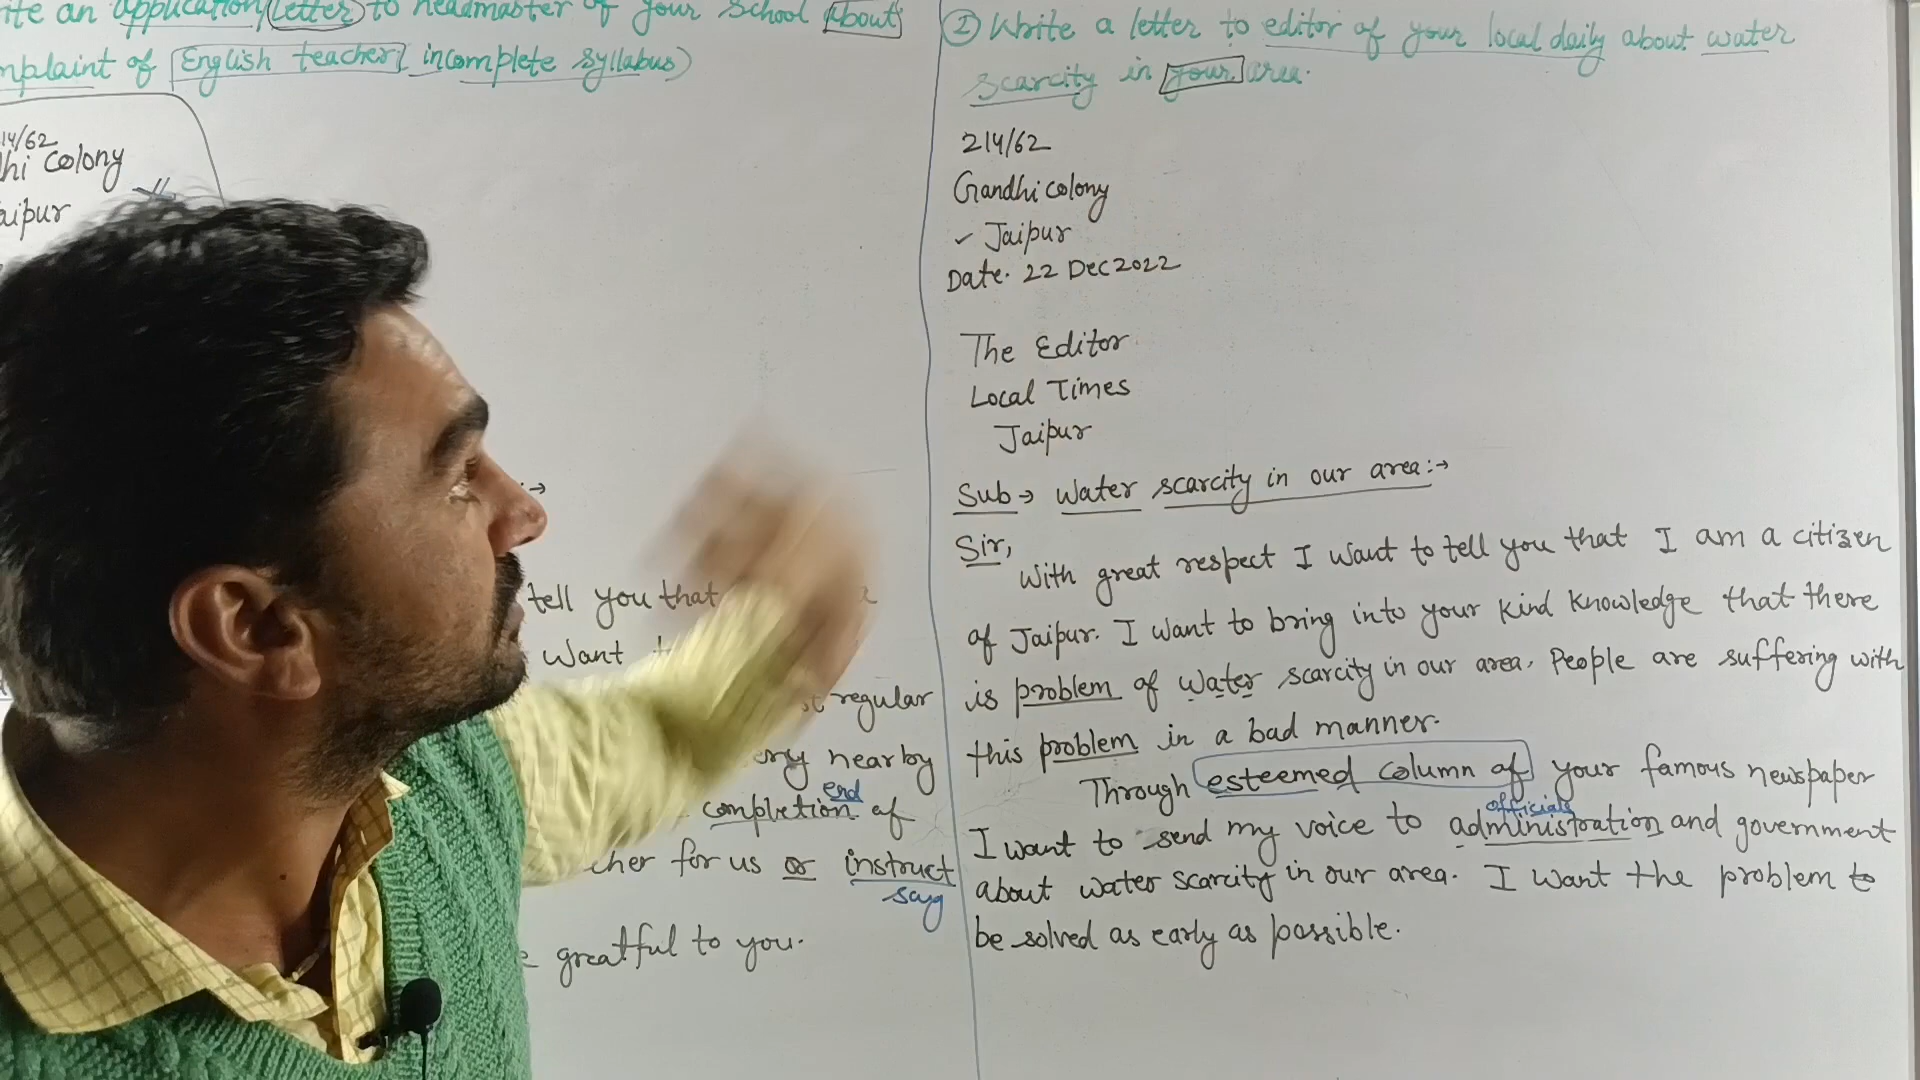 ite an application/Letter to headmaster of your school about
mplaint of English teacher( incomplete syllabus)
14/62
dhi colony
aipur
tell you that
want
t regular
ony nearby
end
completion of
cher for us or instruct
say
e greatful to you.
② Write a letter to editor of your local daily about water
scarcity in your area.
214/62
Gandhi colony
✓ Jaipur
Date. 22 Dec 2022
The Editor
Local Times
Jaipur
Sub→ Water scarcity in our area:→
Sir,
With great respect I want to tell you that I am a citizen
of Jaipur. I want to bring into your kind knowledge that there
is problem of water scarcity in our area. People are suffering with
this problem in a bad manner.
Through esteemed column of your famous newspaper
officials
I want to send my voice to administration and government
about water scarcity in our area. I want the problem to
be solved as early as possible.